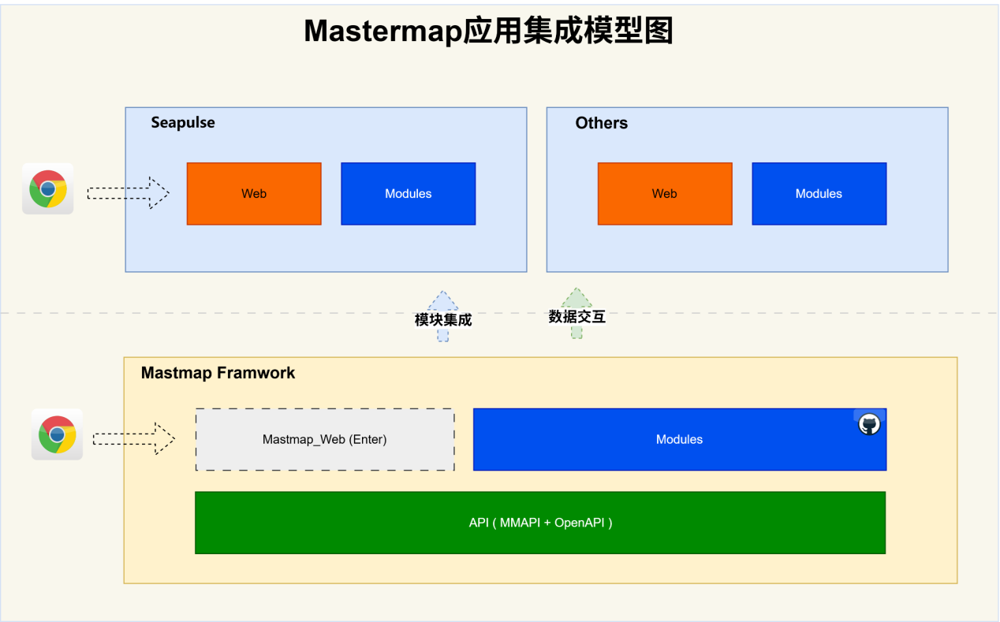 Mastermap应用集成模型图
Seapulse
Others
Web
Modules
Web
Modules
模块集成
数据交互
Mastmap Framwork
Mastmap_Web (Enter)
Modules
API ( MMAPI + OpenAPI )